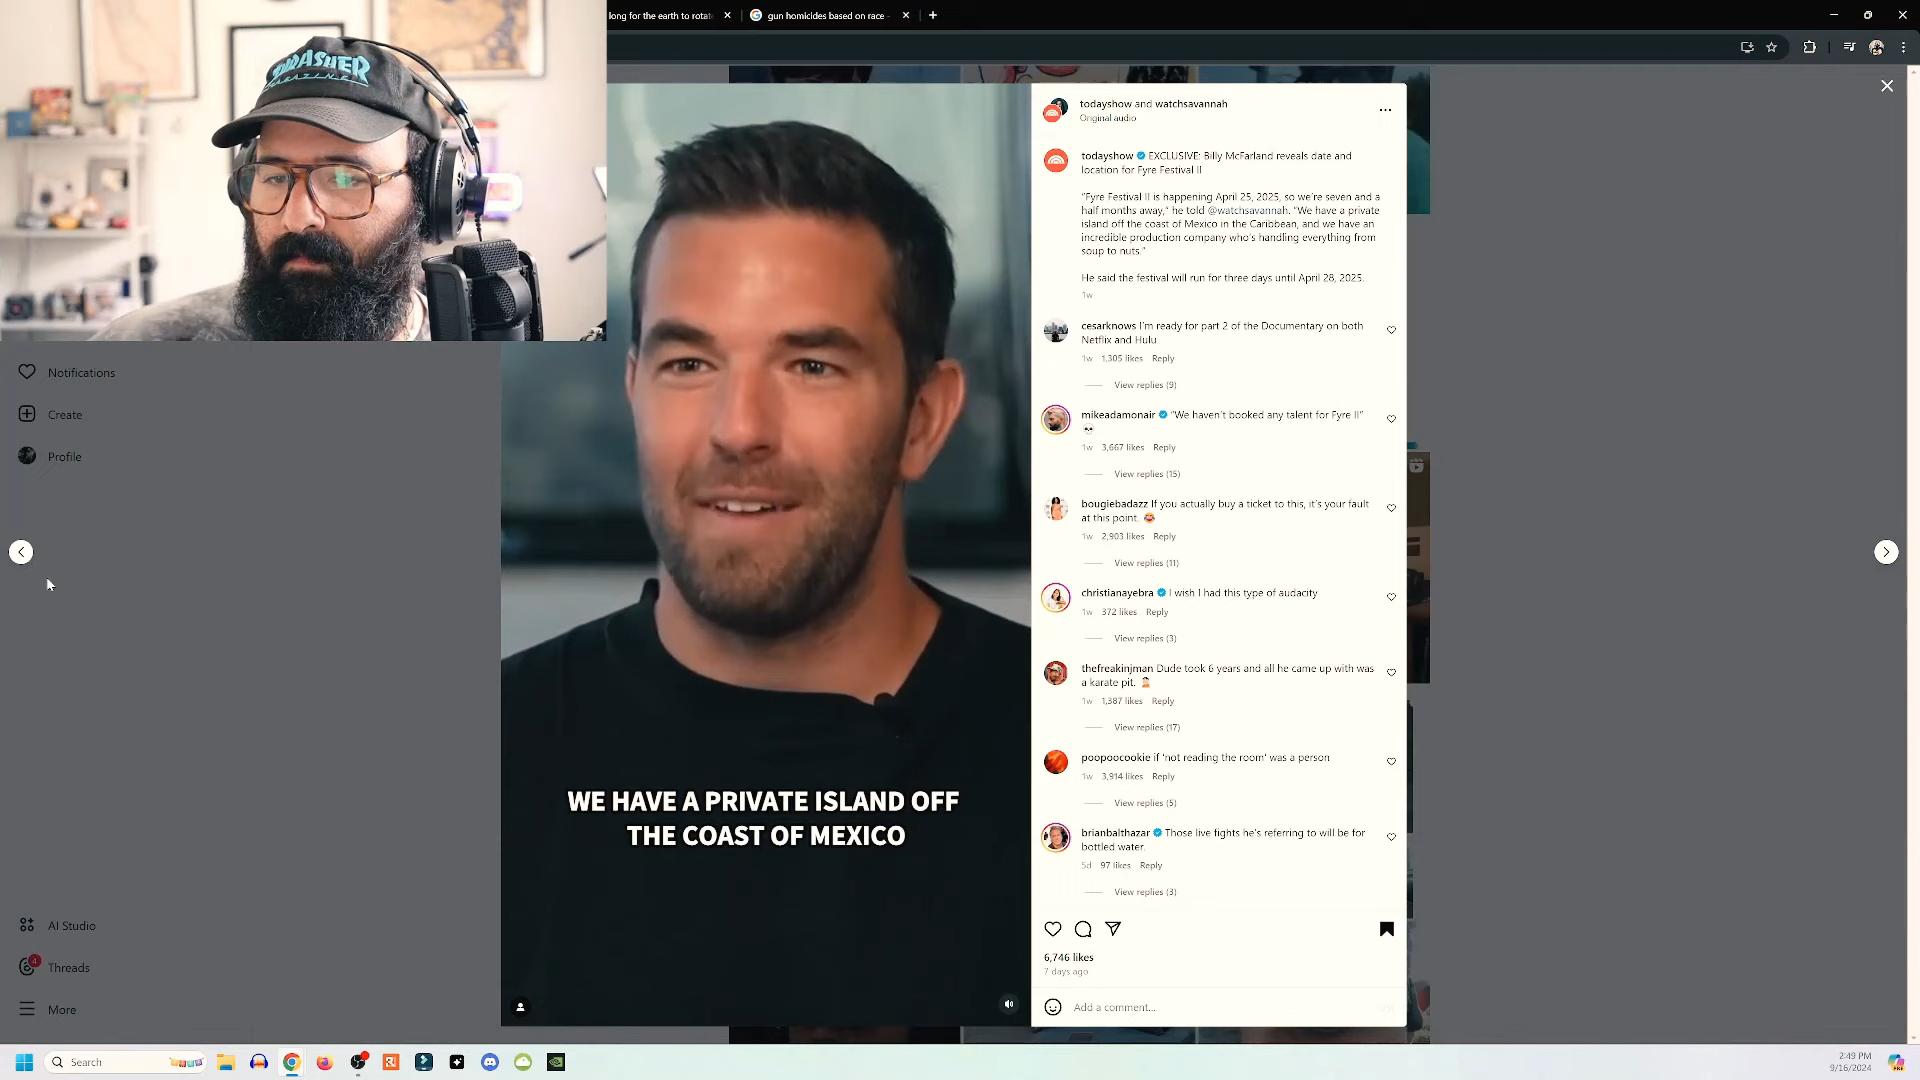 long for the earth to rotat
gun homicides based on race -
THRASHER
MAGAZINE
todayshow and watchsavannah
Original audio
todayshow EXCLUSIVE: Billy McFarland reveals date and
location for Fyre Festival II
“Fyre Festival II is happening April 25, 2025, so we’re seven and a
half months away,” he told @watchsavannah. “We have a private
island off the coast of Mexico in the Caribbean, and we have an
incredible production company who’s handling everything from
soup to nuts.”
He said the festival will run for three days until April 28, 2025.
1w
cesarknows I’m ready for part 2 of the Documentary on both
Netflix and Hulu
1w 1,305 likes Reply
View replies (9)
mikeadamonair “We haven’t booked any talent for Fyre II”
💀
1w 3,667 likes Reply
View replies (15)
bougiebadazz If you actually buy a ticket to this, it’s your fault
at this point. 😂
1w 2,903 likes Reply
View replies (11)
christianayebra I wish I had this type of audacity
1w 372 likes Reply
View replies (3)
thefreakinjman Dude took 6 years and all he came up with was
a karate pit.
1w 1,387 likes Reply
View replies (17)
poopoocookie if ‘not reading the room’ was a person
1w 3,914 likes Reply
View replies (5)
brianbalthazar Those live fights he’s referring to will be for
bottled water.
5d 97 likes Reply
View replies (3)
6,746 likes
7 days ago
Add a comment...
WE HAVE A PRIVATE ISLAND OFF
THE COAST OF MEXICO
Notifications
Create
Profile
AI Studio
4
Threads
More
Search
2:49 PM
9/16/2024